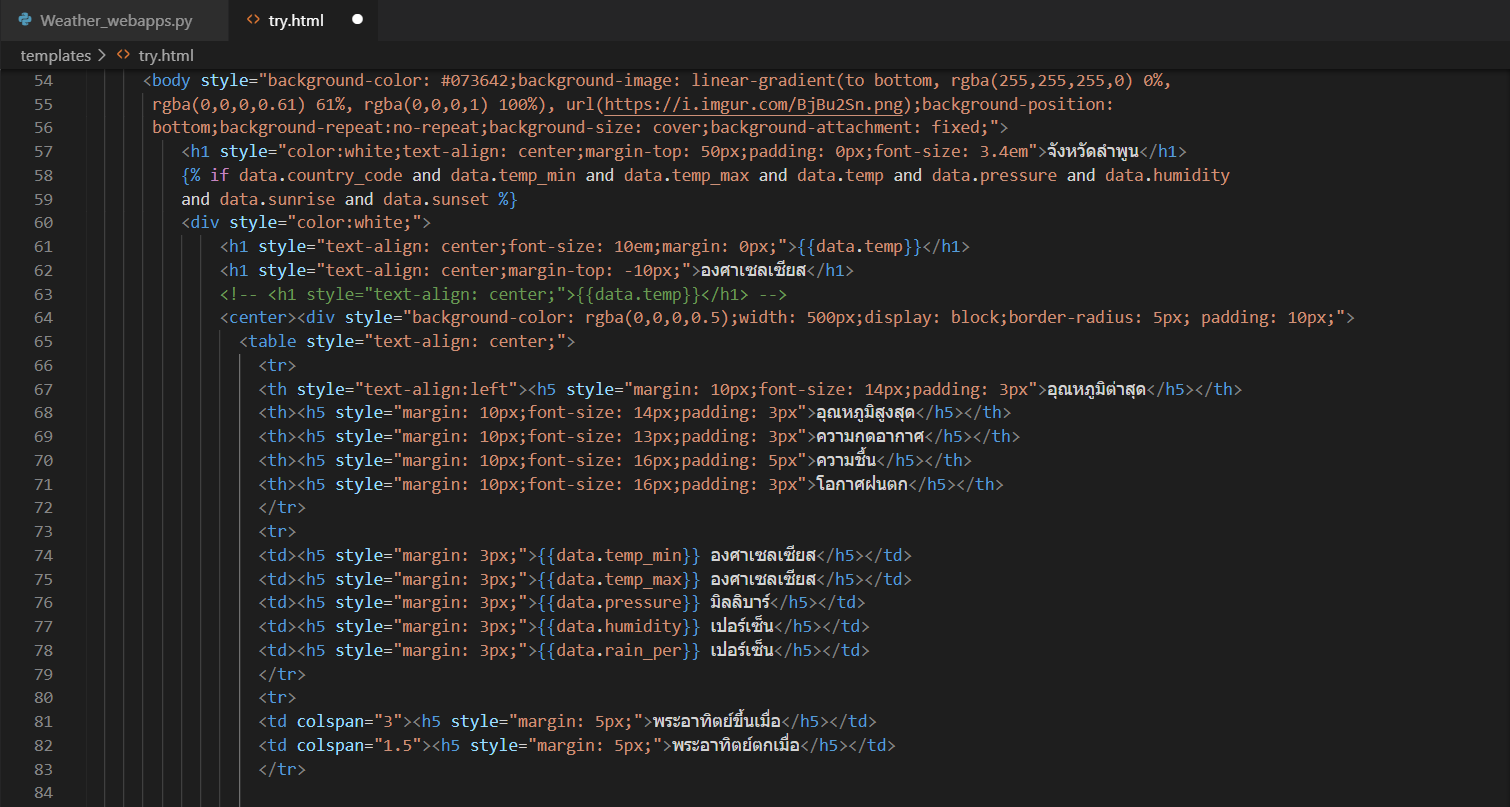 Weather_webapps.py
try.html
templates > try.html
54 <body style="background-color: #073642;background-image: linear-gradient(to bottom, rgba(255,255,255,0) 0%,
55 rgba(0,0,0,0.61) 61%, rgba(0,0,0,1) 100%), url(https://i.imgur.com/BjBu2Sn.png);background-position:
56 bottom;background-repeat:no-repeat;background-size: cover;background-attachment: fixed;">
57 <h1 style="color:white;text-align: center;margin-top: 50px;padding: 0px;font-size: 3.4em">จังหวัดลำพูน</h1>
58 {% if data.country_code and data.temp_min and data.temp_max and data.temp and data.pressure and data.humidity
59 and data.sunrise and data.sunset %}
60 <div style="color:white;">
61 <h1 style="text-align: center;font-size: 10em;margin: 0px;">{{data.temp}}</h1>
62 <h1 style="text-align: center;margin-top: -10px;">องศาเซลเซียส</h1>
63 <!-- <h1 style="text-align: center;">{{data.temp}}</h1> -->
64 <center><div style="background-color: rgba(0,0,0,0.5);width: 500px;display: block;border-radius: 5px; padding: 10px;">
65 <table style="text-align: center;">
66 <tr>
67 <th style="text-align:left"><h5 style="margin: 10px;font-size: 14px;padding: 3px">อุณหภูมิต่ำสุด</h5></th>
68 <th><h5 style="margin: 10px;font-size: 14px;padding: 3px">อุณหภูมิสูงสุด</h5></th>
69 <th><h5 style="margin: 10px;font-size: 13px;padding: 3px">ความกดอากาศ</h5></th>
70 <th><h5 style="margin: 10px;font-size: 16px;padding: 5px">ความชื้น</h5></th>
71 <th><h5 style="margin: 10px;font-size: 16px;padding: 3px">โอกาศฝนตก</h5></th>
72 </tr>
73 <tr>
74 <td><h5 style="margin: 3px;">{{data.temp_min}} องศาเซลเซียส</h5></td>
75 <td><h5 style="margin: 3px;">{{data.temp_max}} องศาเซลเซียส</h5></td>
76 <td><h5 style="margin: 3px;">{{data.pressure}} มิลลิบาร์</h5></td>
77 <td><h5 style="margin: 3px;">{{data.humidity}} เปอร์เซ็น</h5></td>
78 <td><h5 style="margin: 3px;">{{data.rain_per}} เปอร์เซ็น</h5></td>
79 </tr>
80 <tr>
81 <td colspan="3"><h5 style="margin: 5px;">พระอาทิตย์ขึ้นเมื่อ</h5></td>
82 <td colspan="1.5"><h5 style="margin: 5px;">พระอาทิตย์ตกเมื่อ</h5></td>
83 </tr>
84